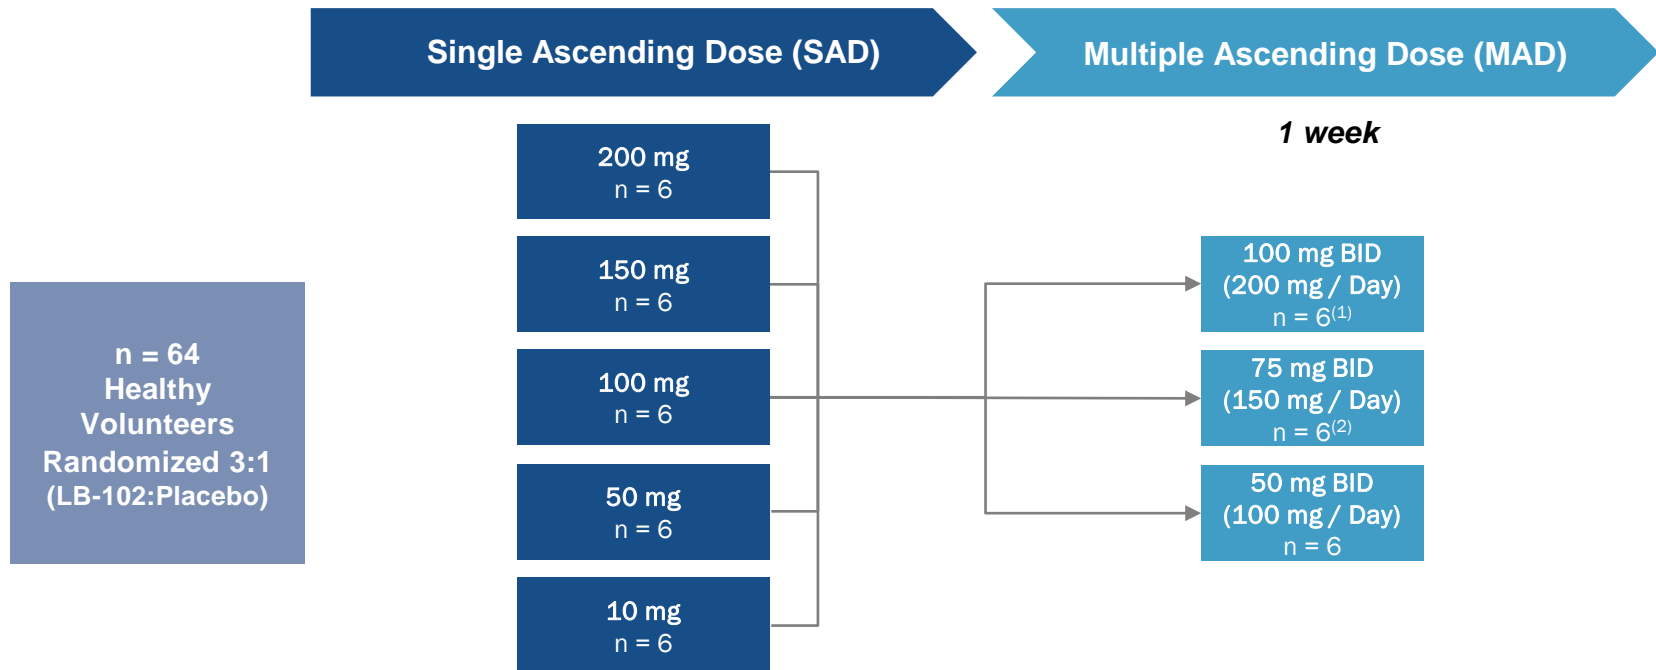 Single Ascending Dose (SAD)
Multiple Ascending Dose (MAD)
1 week
n = 64
Healthy
Volunteers
Randomized 3:1
(LB-102:Placebo)
200 mg
n = 6
150 mg
n = 6
100 mg
n = 6
50 mg
n = 6
10 mg
n = 6
100 mg BID
(200 mg / Day)
n = 6(1)
75 mg BID
(150 mg / Day)
n = 6(2)
50 mg BID
(100 mg / Day)
n = 6